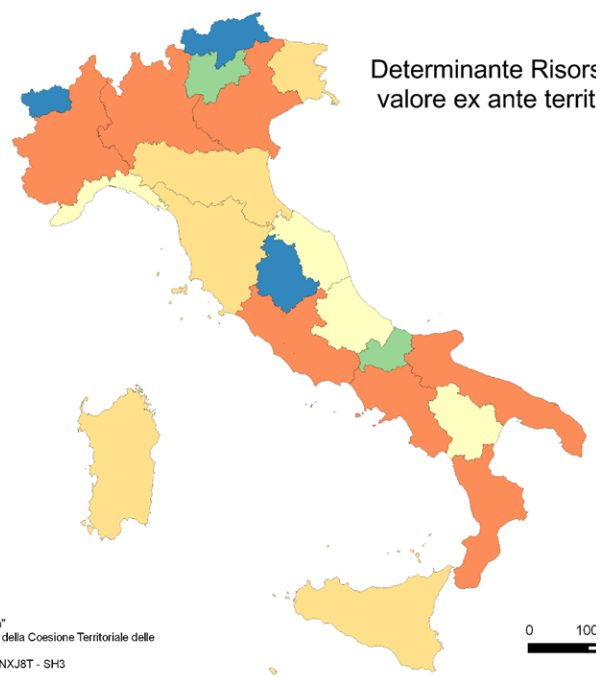 Determinante Risors
valore ex ante territ
"
della Coesione Territoriale delle
NXJ8T - SH3
0 100